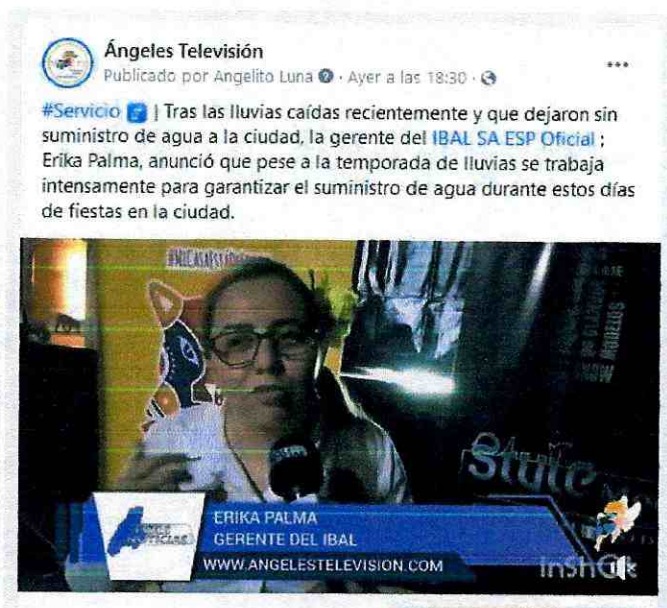 Ángeles Televisión
Publicado por Angelito Luna · Ayer a las 18:30 ·
#Servicio | Tras las lluvias caídas recientemente y que dejaron sin
suministro de agua a la ciudad, la gerente del IBAL SA ESP Oficial ;
Erika Palma, anunció que pese a la temporada de lluvias se trabaja
intensamente para garantizar el suministro de agua durante estos días
de fiestas en la ciudad.
Style
ERIKA PALMA
GERENTE DEL IBAL
WWW.ANGELESTELEVISION.COM
InShOt